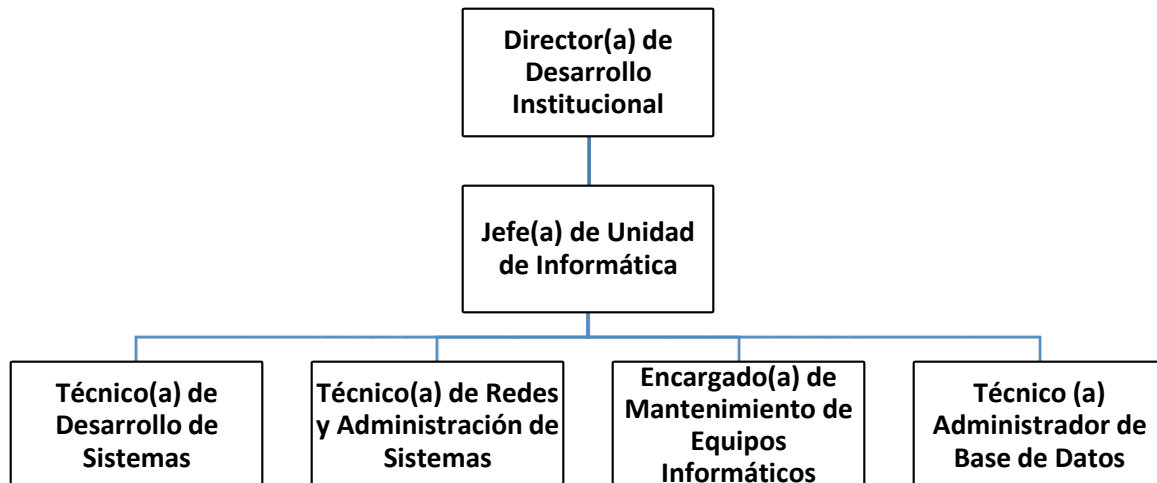 Director(a) de
Desarrollo
Institucional
Jefe(a) de Unidad
de Informática
Técnico(a) de
Desarrollo de
Sistemas
Técnico(a) de Redes
y Administración de
Sistemas
Encargado(a) de
Mantenimiento de
Equipos
Informáticos
Técnico (a)
Administrador de
Base de Datos